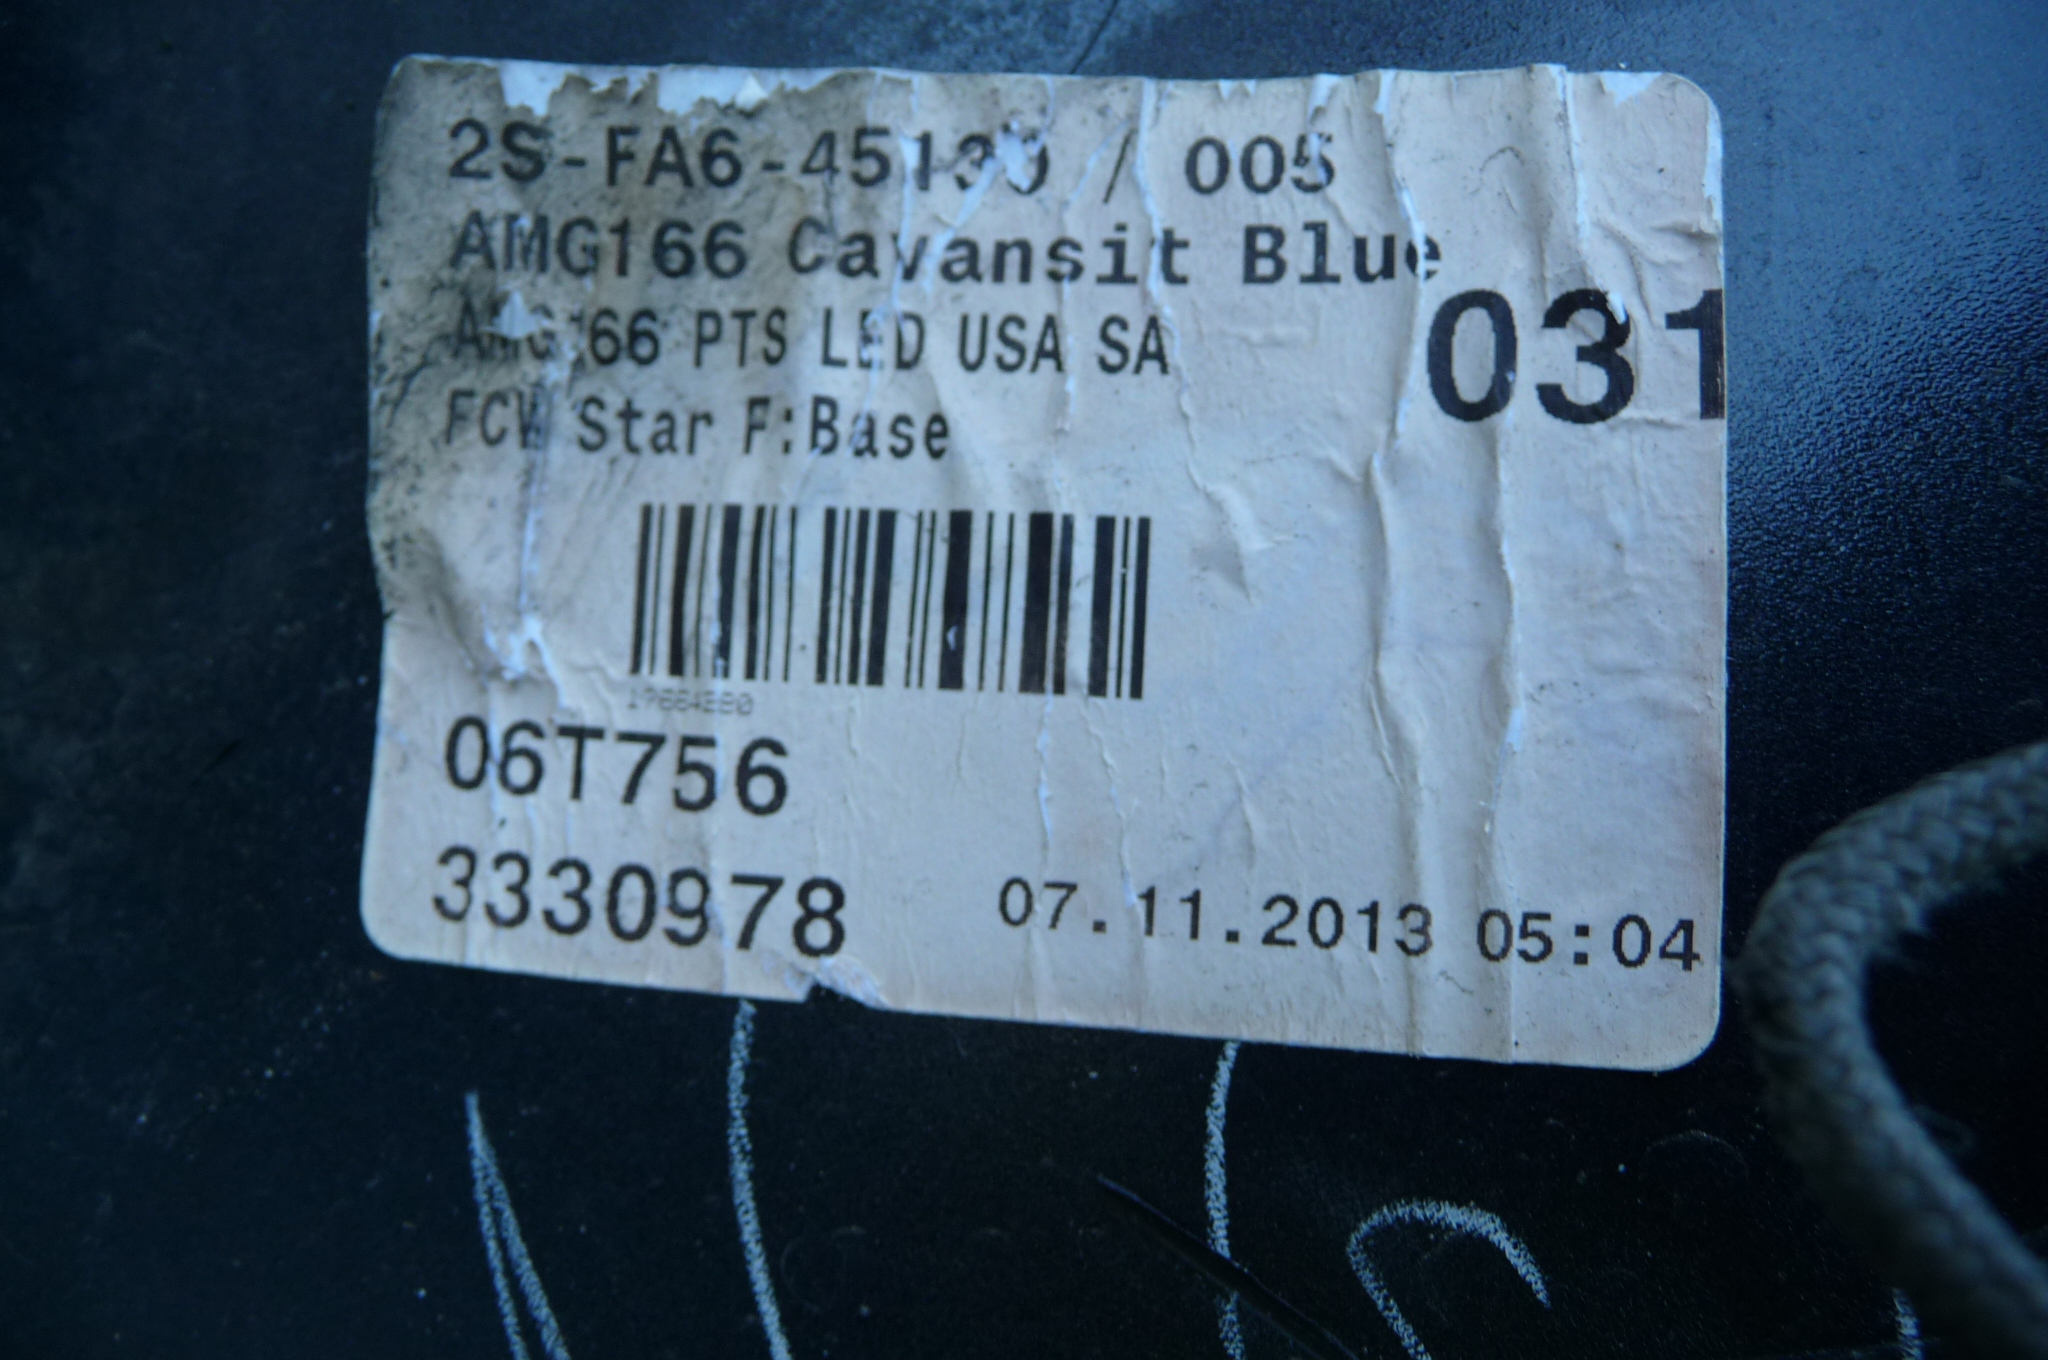 2S-FA6-45130 / 005
AMG166 Cavansit Blue
AMG166 PTS LED USA SA
031
FCW Star F:Base
06T756
3330978
07.11.2013 05:04